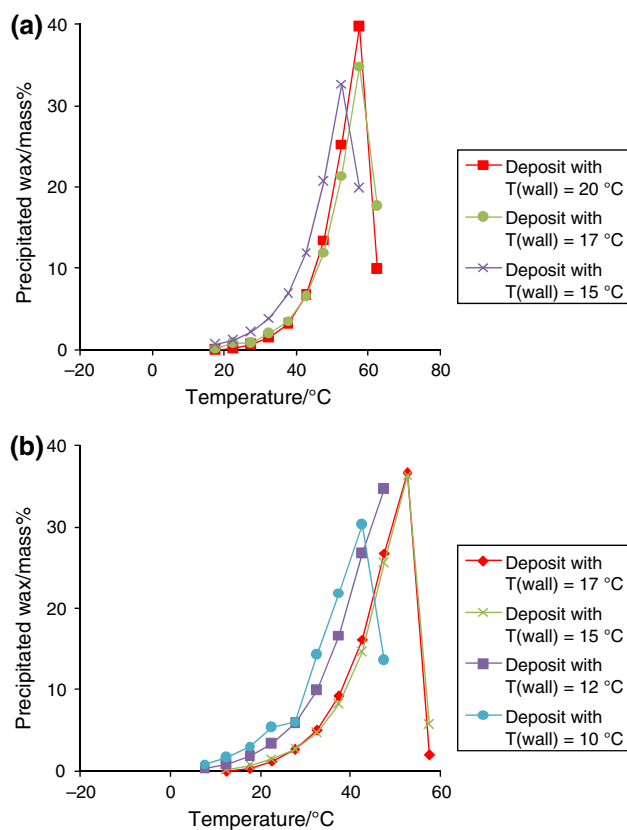 (a)
40
30
20
10
0
–20
0
20
40
60
80
Precipitated wax/mass%
Temperature/°C
Deposit with
T(wall) = 20 °C
Deposit with
T(wall) = 17 °C
Deposit with
T(wall) = 15 °C
(b)
40
30
20
10
0
–20
0
20
40
60
80
Precipitated wax/mass%
Temperature/°C
Deposit with
T(wall) = 17 °C
Deposit with
T(wall) = 15 °C
Deposit with
T(wall) = 12 °C
Deposit with
T(wall) = 10 °C